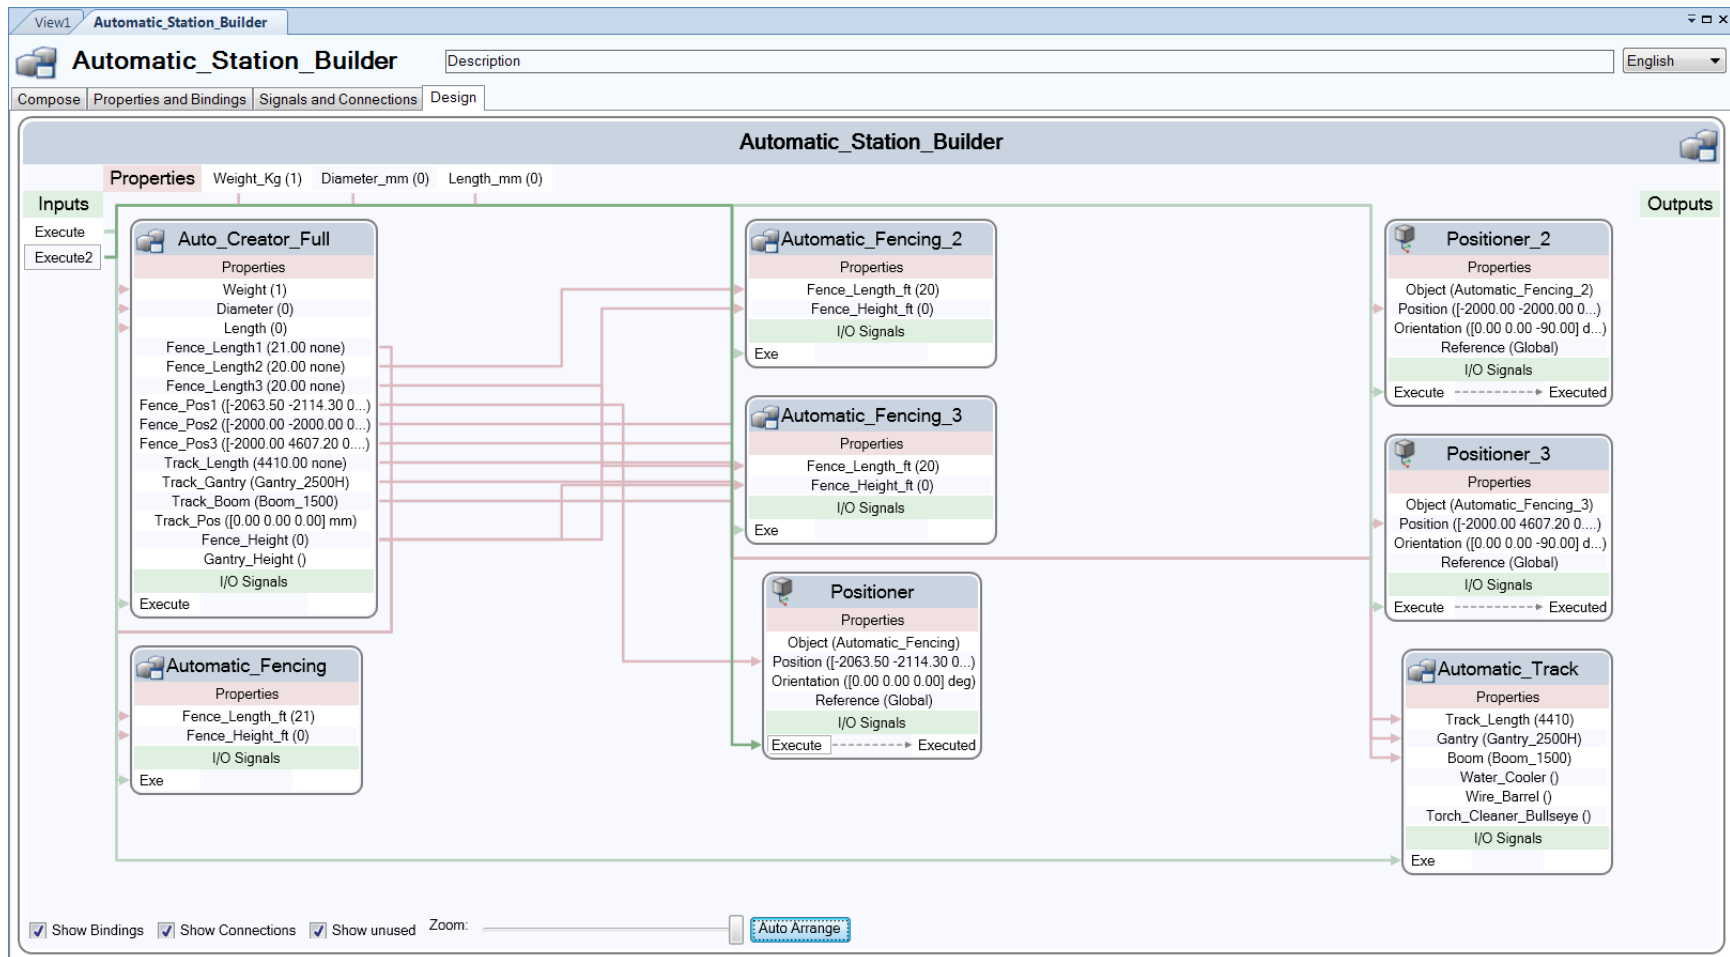 View1
Automatic_Station_Builder
Automatic_Station_Builder
Description
English
Compose
Properties and Bindings
Signals and Connections
Design
Automatic_Station_Builder
Properties
Weight_Kg (1)
Diameter_mm (0)
Length_mm (0)
Inputs
Outputs
Execute
Execute2
Auto_Creator_Full
Properties
Weight (1)
Diameter (0)
Length (0)
Fence_Length1 (21.00 none)
Fence_Length2 (20.00 none)
Fence_Length3 (20.00 none)
Fence_Pos1 ([-2063.50 -2114.30 0...)
Fence_Pos2 ([-2000.00 -2000.00 0...)
Fence_Pos3 ([-2000.00 4607.20 0....)
Track_Length (4410.00 none)
Track_Gantry (Gantry_2500H)
Track_Boom (Boom_1500)
Track_Pos ([0.00 0.00 0.00] mm)
Fence_Height (0)
Gantry_Height ()
I/O Signals
Execute
Automatic_Fencing
Properties
Fence_Length_ft (21)
Fence_Height_ft (0)
I/O Signals
Exe
Automatic_Fencing_2
Properties
Fence_Length_ft (20)
Fence_Height_ft (0)
I/O Signals
Exe
Automatic_Fencing_3
Properties
Fence_Length_ft (20)
Fence_Height_ft (0)
I/O Signals
Exe
Positioner
Properties
Object (Automatic_Fencing)
Position ([-2063.50 -2114.30 0...)
Orientation ([0.00 0.00 0.00] deg)
Reference (Global)
I/O Signals
Execute
Executed
Positioner_2
Properties
Object (Automatic_Fencing_2)
Position ([-2000.00 -2000.00 0...)
Orientation ([0.00 0.00 -90.00] d...)
Reference (Global)
I/O Signals
Execute
Executed
Positioner_3
Properties
Object (Automatic_Fencing_3)
Position ([-2000.00 4607.20 0....)
Orientation ([0.00 0.00 -90.00] d...)
Reference (Global)
I/O Signals
Execute
Executed
Automatic_Track
Properties
Track_Length (4410)
Gantry (Gantry_2500H)
Boom (Boom_1500)
Water_Cooler ()
Wire_Barrel ()
Torch_Cleaner_Bullseye ()
I/O Signals
Exe
Show Bindings
Show Connections
Show unused
Zoom:
Auto Arrange